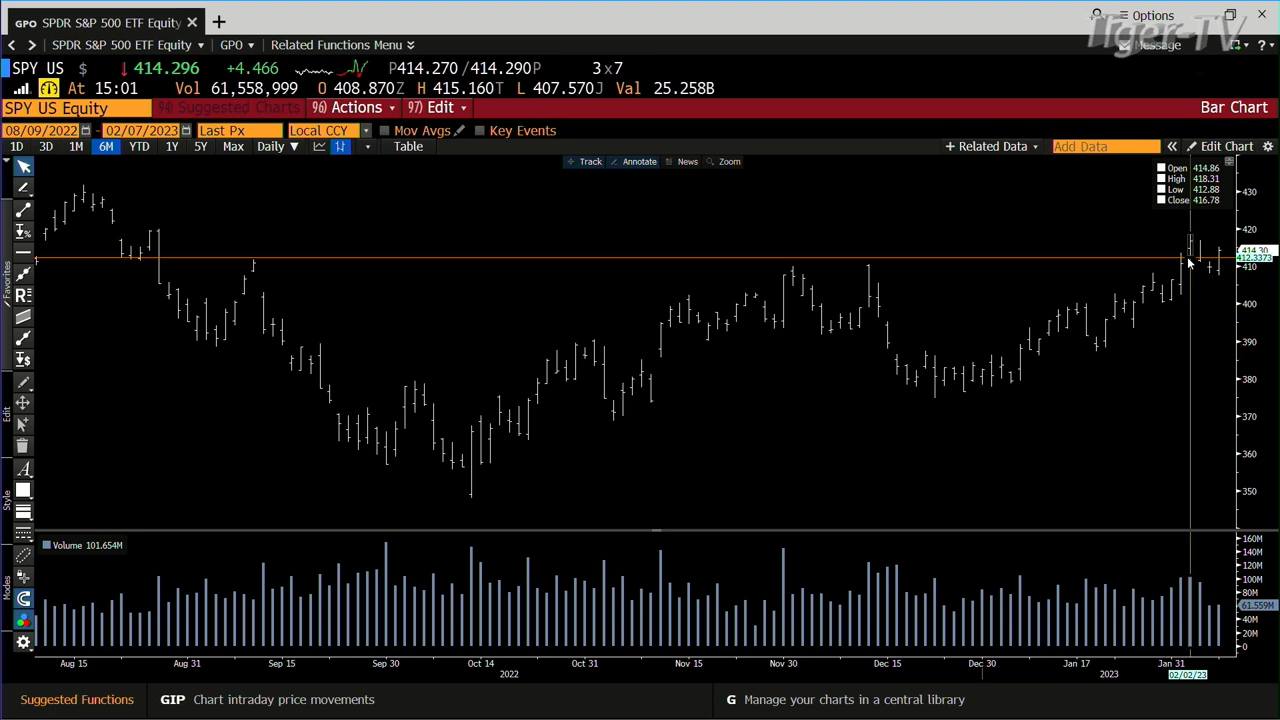 GPO SPDR S&P 500 ETF Equity × +
Options
Tiger-TV
SPDR S&P 500 ETF Equity GPO Related Functions Menu Message
SPY US $ 414.296 +4.466 P414.270/414.290P 3x7
At 15:01 Vol 61,558,999 O 408.870Z H 415.160T L 407.570J Val 25.258B
SPY US Equity 94) Suggested Charts 96) Actions 97) Edit Bar Chart
08/09/2022 - 02/07/2023 Last Px Local CCY Mov Avgs Key Events
1D 3D 1M 6M YTD 1Y 5Y Max Daily ▼ Table + Related Data Add Data « Edit Chart
Track Annotate News Zoom
Open 414.86
High 418.31
Low 412.88
Close 416.78
430
420
414.30
412.3373
410
400
390
380
370
360
350
Favorites
Edit
Style
Modes
Volume 101.654M
160M
140M
120M
100M
80M
61.559M
40M
20M
0
Aug 15 Aug 31 Sep 15 Sep 30 Oct 14 Oct 31 Nov 15 Nov 30 Dec 15 Dec 30 Jan 17 Jan 31
2022 2023 02/02/23
Suggested Functions GIP Chart intraday price movements G Manage your charts in a central library